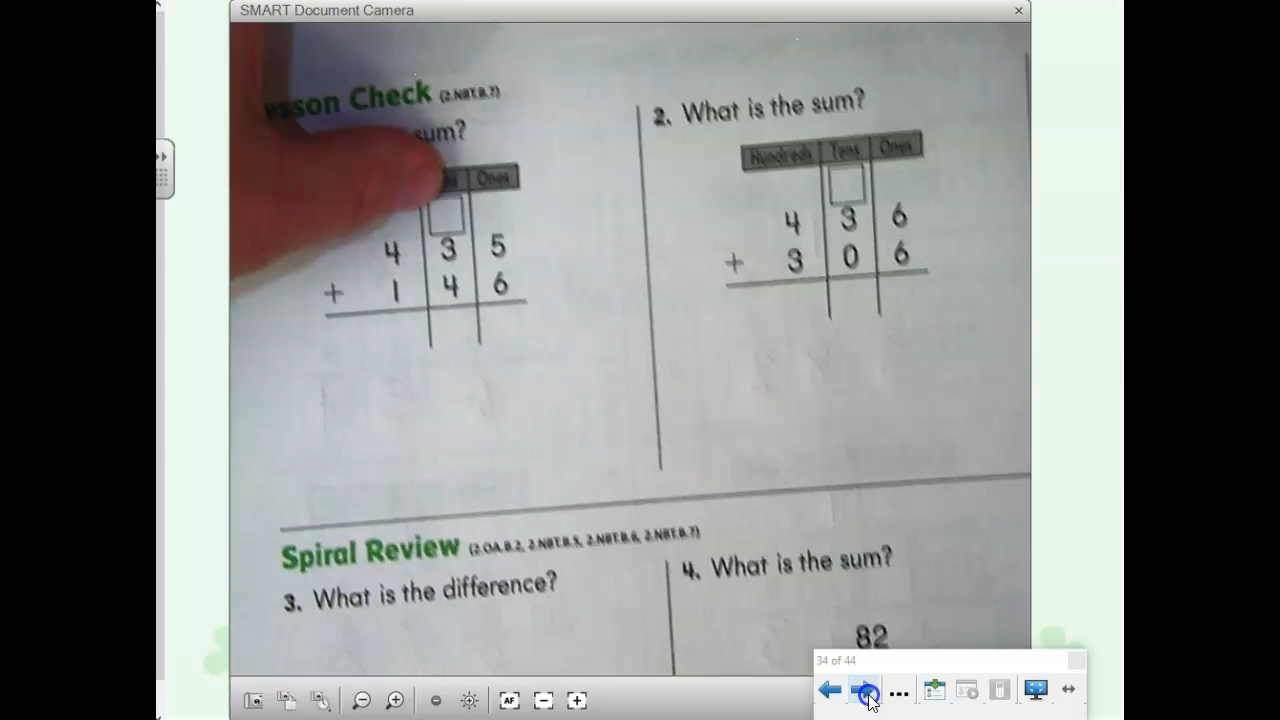 SMART Document Camera
esson Check (2.NBT.B.7)
sum?
Ones
4 3 5
+ 1 4 6
2. What is the sum?
Hundreds Tens Ones
4 3 6
+ 3 0 6
Spiral Review (2.OA.B.2, 2.NBT.B.5, 2.NBT.B.6, 2.NBT.B.7)
3. What is the difference?
4. What is the sum?
82
34 of 44
AF